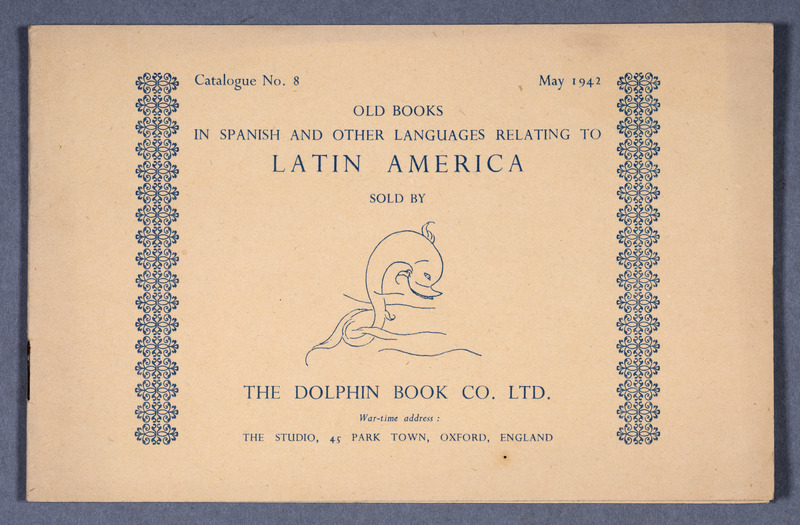 Catalogue No. 8 May 1942
OLD BOOKS
IN SPANISH AND OTHER LANGUAGES RELATING TO
LATIN AMERICA
SOLD BY
THE DOLPHIN BOOK CO. LTD.
War-time address :
THE STUDIO, 45 PARK TOWN, OXFORD, ENGLAND